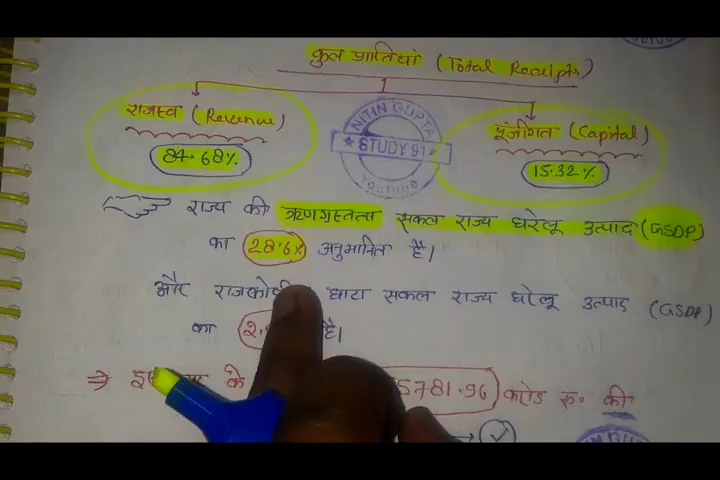 कुल प्राप्तियां (Total Receipts)
राजस्व (Revenue)
84.68%
पूंजीगत (Capital)
15.32%
NITIN GUPTA
★ STUDY 91 ★
YOUTUBE
राज्य की ऋणग्रस्तता सकल राज्य घरेलू उत्पाद (GSDP)
का 28.6% अनुमानित है।
और घाटा सकल राज्य घरेलू उत्पाद (GSDP)
का है।
⇒ के 5781.96 करोड़ रु. की